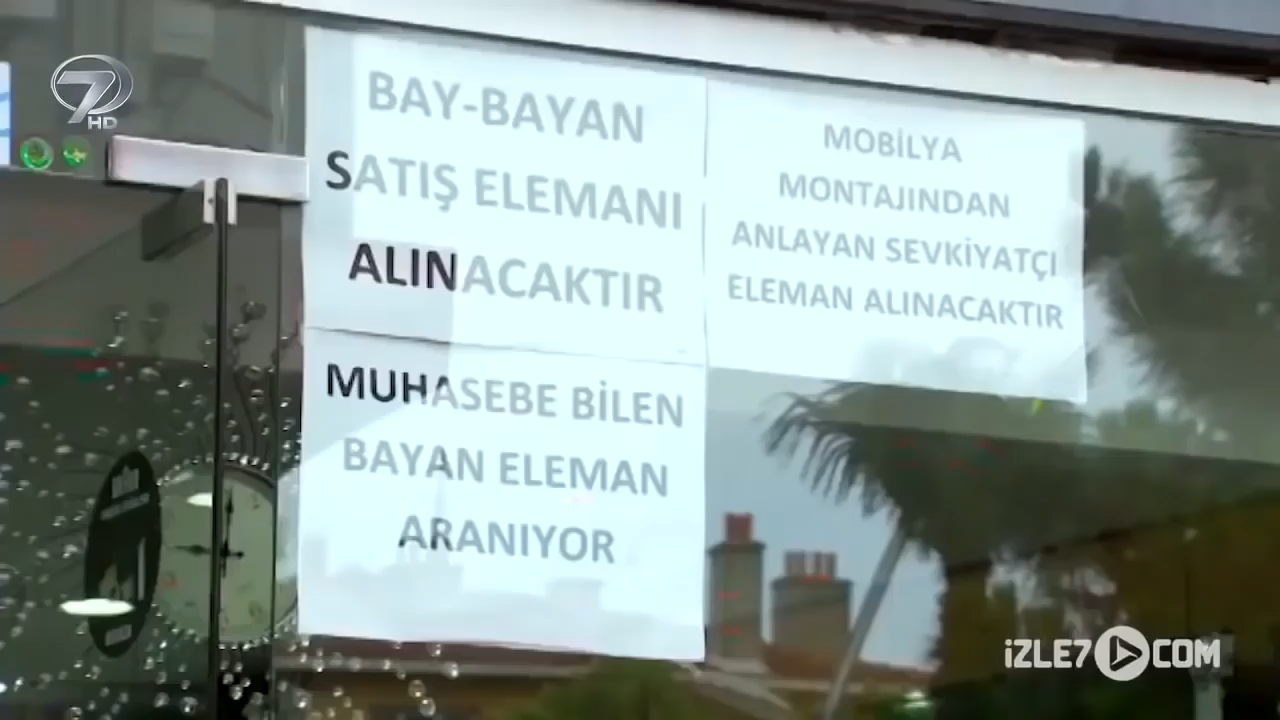 7
HD
BAY-BAYAN
SATIŞ ELEMANI
ALINACAKTIR
MOBİLYA
MONTAJINDAN
ANLAYAN SEVKİYATÇI
ELEMAN ALINACAKTIR
MUHASEBE BİLEN
BAYAN ELEMAN
ARANIYOR
iZLE7 COM